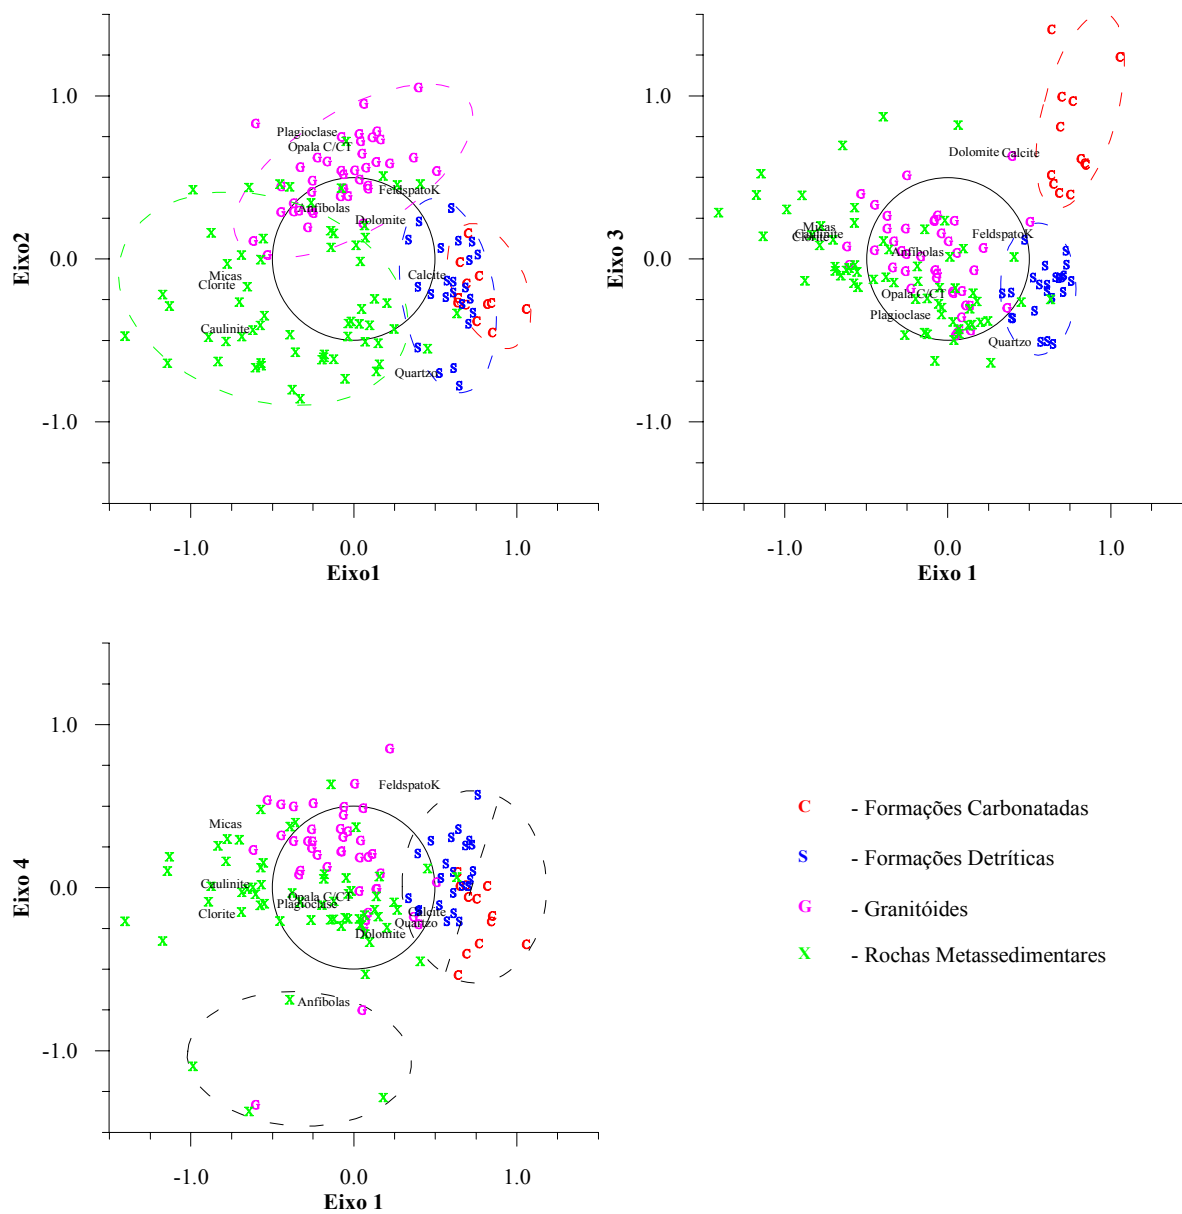 1.0
0.0
-1.0
Eixo2
Plagioclase
Opala C/CT
FeldspatoK
Anfibolas
Dolomite
Micas
Clorite
Calcite
Caulinite
Quartzo
-1.0 0.0 1.0
Eixo1
1.0
0.0
-1.0
Eixo 3
Dolomite Calcite
Micas
Caulinite
Clorite
FeldspatoK
Anfibolas
Opala C/CT
Plagioclase
Quartzo
-1.0 0.0 1.0
Eixo 1
1.0
0.0
-1.0
Eixo 4
FeldspatoK
Micas
Caulinite
Opala C/CT
Plagioclase
Clorite
Calcite
Quartzo
Dolomite
Anfibolas
-1.0 0.0 1.0
Eixo 1
C - Formações Carbonatadas
S - Formações Detríticas
G - Granitóides
X - Rochas Metassedimentares